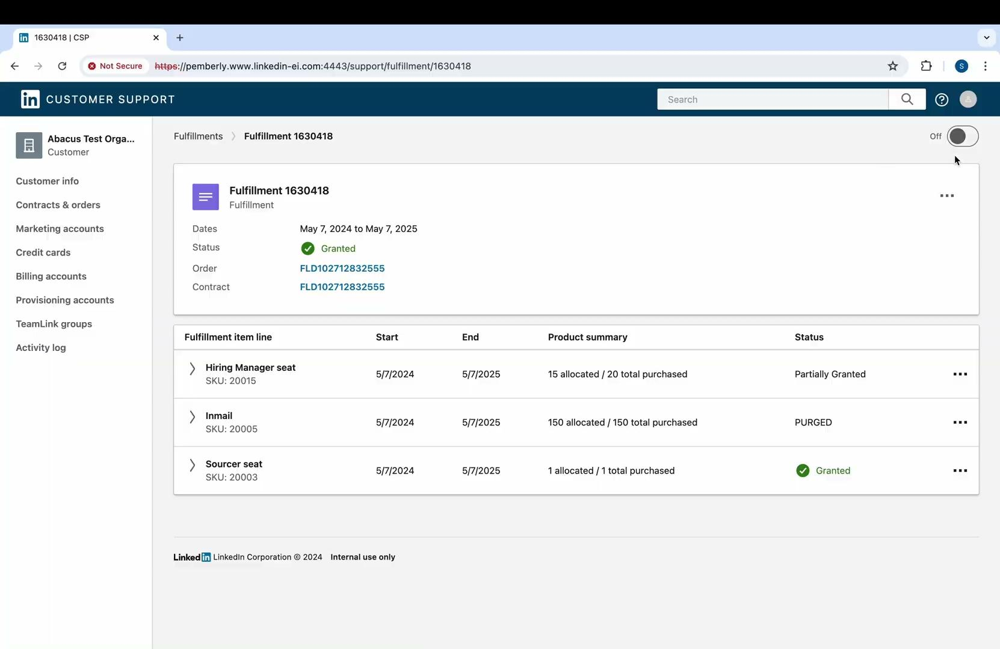 1630418 | CSP
Not Secure https://pemberly.www.linkedin-ei.com:4443/support/fulfillment/1630418 S
in CUSTOMER SUPPORT Search
Abacus Test Orga...
Customer
Customer info
Contracts & orders
Marketing accounts
Credit cards
Billing accounts
Provisioning accounts
TeamLink groups
Activity log
Fulfillments Fulfillment 1630418 Off
Fulfillment 1630418
Fulfillment
Dates May 7, 2024 to May 7, 2025
Status Granted
Order FLD102712832555
Contract FLD102712832555
Fulfillment item line Start End Product summary Status
Hiring Manager seat
SKU: 20015 5/7/2024 5/7/2025 15 allocated / 20 total purchased Partially Granted
Inmail
SKU: 20005 5/7/2024 5/7/2025 150 allocated / 150 total purchased PURGED
Sourcer seat
SKU: 20003 5/7/2024 5/7/2025 1 allocated / 1 total purchased Granted
LinkedIn LinkedIn Corporation © 2024 Internal use only